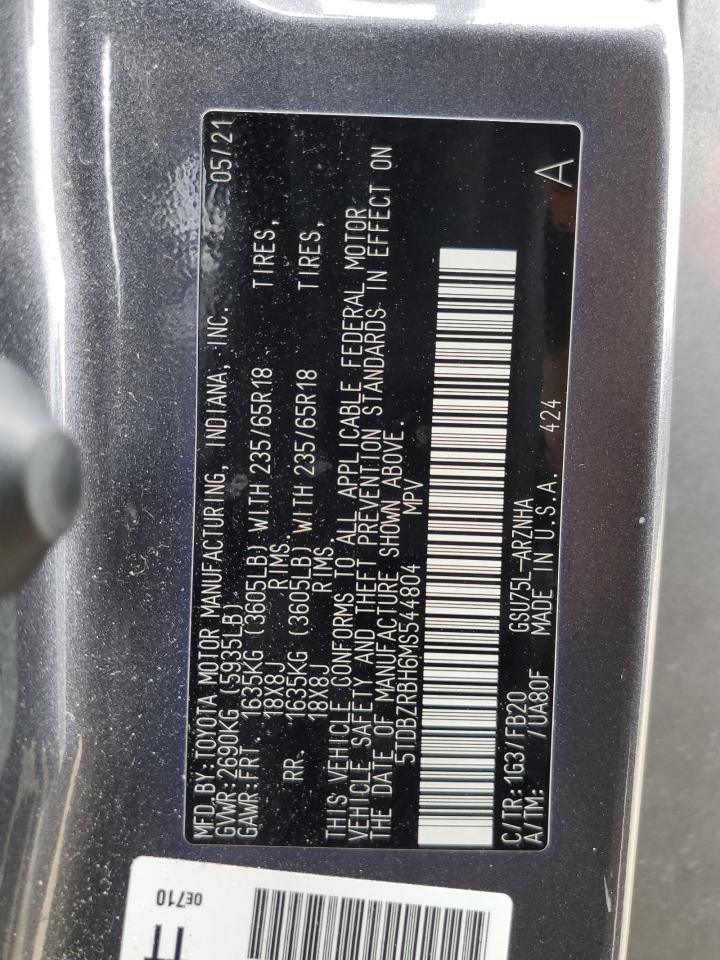 MFD.BY:TOYOTA MOTOR MANUFACTURING, INDIANA, INC. 05/21
GVWR:2690KG (5935LB)
GAWR:FRT. 1635KG (3605LB) WITH 235/65R18 TIRES,
18X8J RIMS.
RR. 1635KG (3605LB) WITH 235/65R18 TIRES,
18X8J RIMS.
THIS VEHICLE CONFORMS TO ALL APPLICABLE FEDERAL MOTOR
VEHICLE SAFETY AND THEFT PREVENTION STANDARDS IN EFFECT ON
THE DATE OF MANUFACTURE SHOWN ABOVE.
5TDBZRBH6MS544804 MPV
C/TR:1G3/FB20 GSU75L-ARZNHA
A/TM: /UA80F MADE IN U.S.A. 424 A
0E710